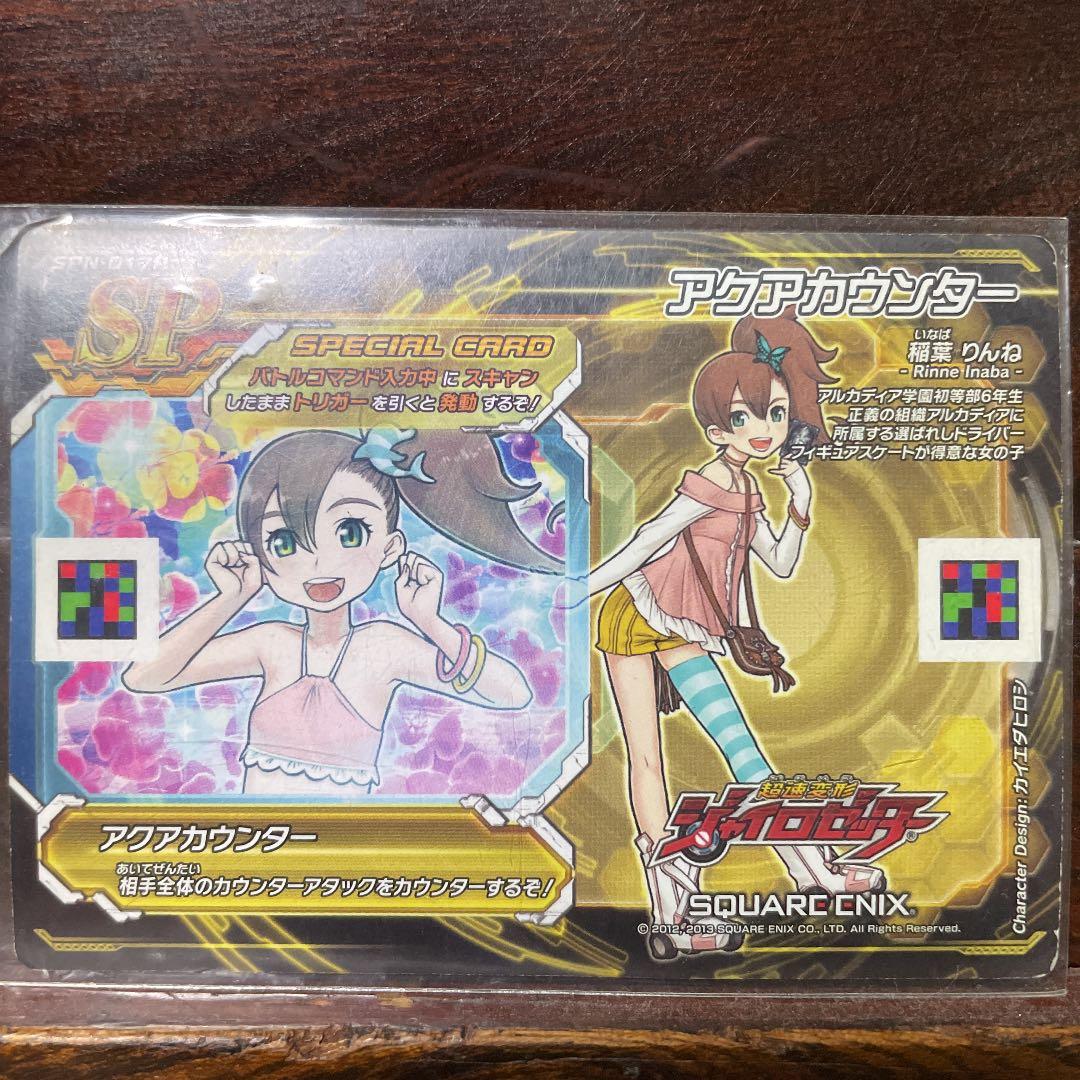 SP
SPECIAL CARD
バトルコマンド入力中 に スキャン
したまま トリガー を引くと 発動 するぞ!
アクアカウンター
いなば
稲葉 りんね
- Rinne Inaba -
アルカディア学園初等部6年生
正義の組織アルカディアに
所属する選ばれしドライバー
フィギュアスケートが得意な女の子
アクアカウンター
あいてぜんたい
相手全体のカウンターアタックをカウンターするぞ!
超速変形
ジャイロゼッター®
SQUARE ENIX.
© 2012, 2013 SQUARE ENIX CO., LTD. All Rights Reserved.
Character Design: カイエダヒロシ